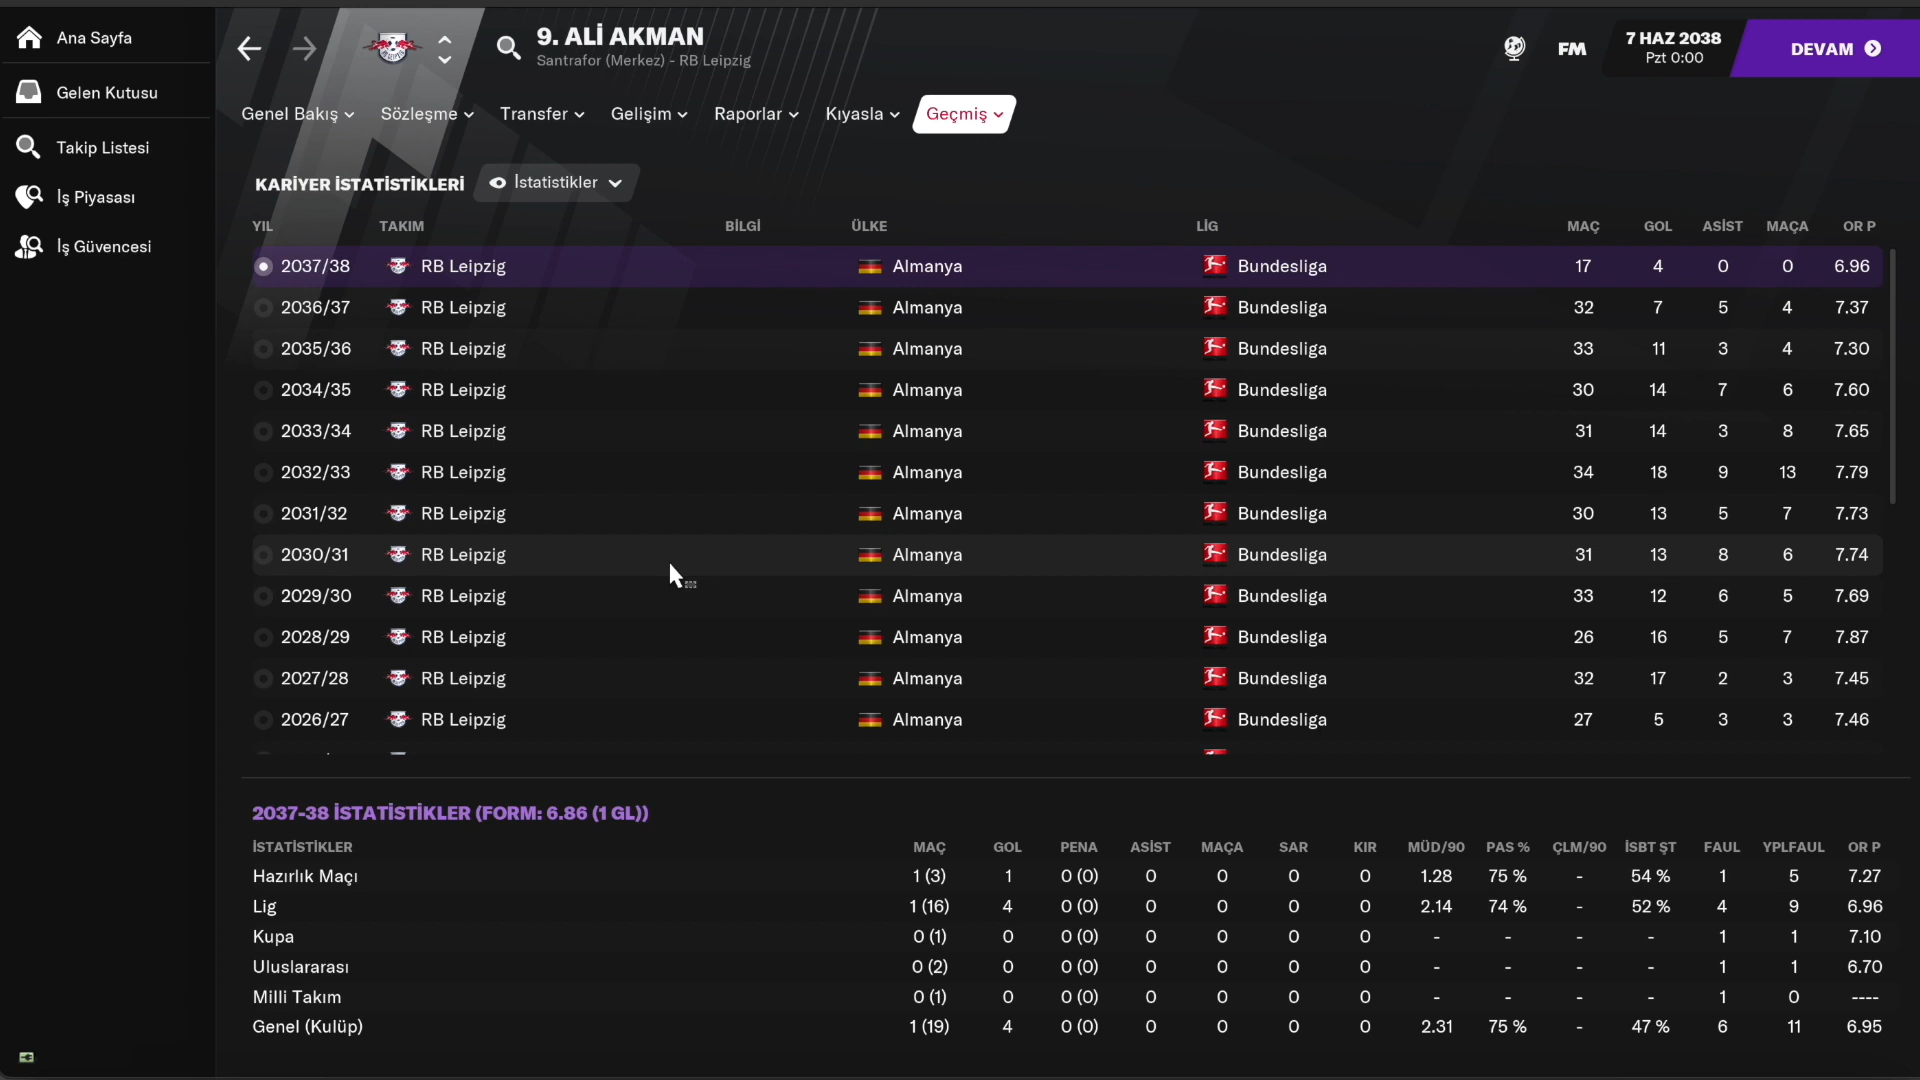 Ana Sayfa
Gelen Kutusu
Takip Listesi
İş Piyasası
İş Güvencesi
9. ALİ AKMAN
Santrafor (Merkez) - RB Leipzig
FM
7 HAZ 2038
Pzt 0:00
DEVAM
Genel Bakış Sözleşme Transfer Gelişim Raporlar Kıyasla Geçmiş
KARİYER İSTATİSTİKLERİ İstatistikler
YIL TAKIM BİLGİ ÜLKE LİG MAÇ GOL ASİST MAÇA OR P
2037/38 RB Leipzig Almanya Bundesliga 17 4 0 0 6.96
2036/37 RB Leipzig Almanya Bundesliga 32 7 5 4 7.37
2035/36 RB Leipzig Almanya Bundesliga 33 11 3 4 7.30
2034/35 RB Leipzig Almanya Bundesliga 30 14 7 6 7.60
2033/34 RB Leipzig Almanya Bundesliga 31 14 3 8 7.65
2032/33 RB Leipzig Almanya Bundesliga 34 18 9 13 7.79
2031/32 RB Leipzig Almanya Bundesliga 30 13 5 7 7.73
2030/31 RB Leipzig Almanya Bundesliga 31 13 8 6 7.74
2029/30 RB Leipzig Almanya Bundesliga 33 12 6 5 7.69
2028/29 RB Leipzig Almanya Bundesliga 26 16 5 7 7.87
2027/28 RB Leipzig Almanya Bundesliga 32 17 2 3 7.45
2026/27 RB Leipzig Almanya Bundesliga 27 5 3 3 7.46
2037-38 İSTATİSTİKLER (FORM: 6.86 (1 GL))
İSTATİSTİKLER MAÇ GOL PENA ASİST MAÇA SAR KIR MÜD/90 PAS % ÇLM/90 İSBT ŞT FAUL YPLFAUL OR P
Hazırlık Maçı 1 (3) 1 0 (0) 0 0 0 0 1.28 75 % - 54 % 1 5 7.27
Lig 1 (16) 4 0 (0) 0 0 0 0 2.14 74 % - 52 % 4 9 6.96
Kupa 0 (1) 0 0 (0) 0 0 0 0 - - - - 1 1 7.10
Uluslararası 0 (2) 0 0 (0) 0 0 0 0 - - - - 1 1 6.70
Milli Takım 0 (1) 0 0 (0) 0 0 0 0 - - - - 1 0 ----
Genel (Kulüp) 1 (19) 4 0 (0) 0 0 0 0 2.31 75 % - 47 % 6 11 6.95